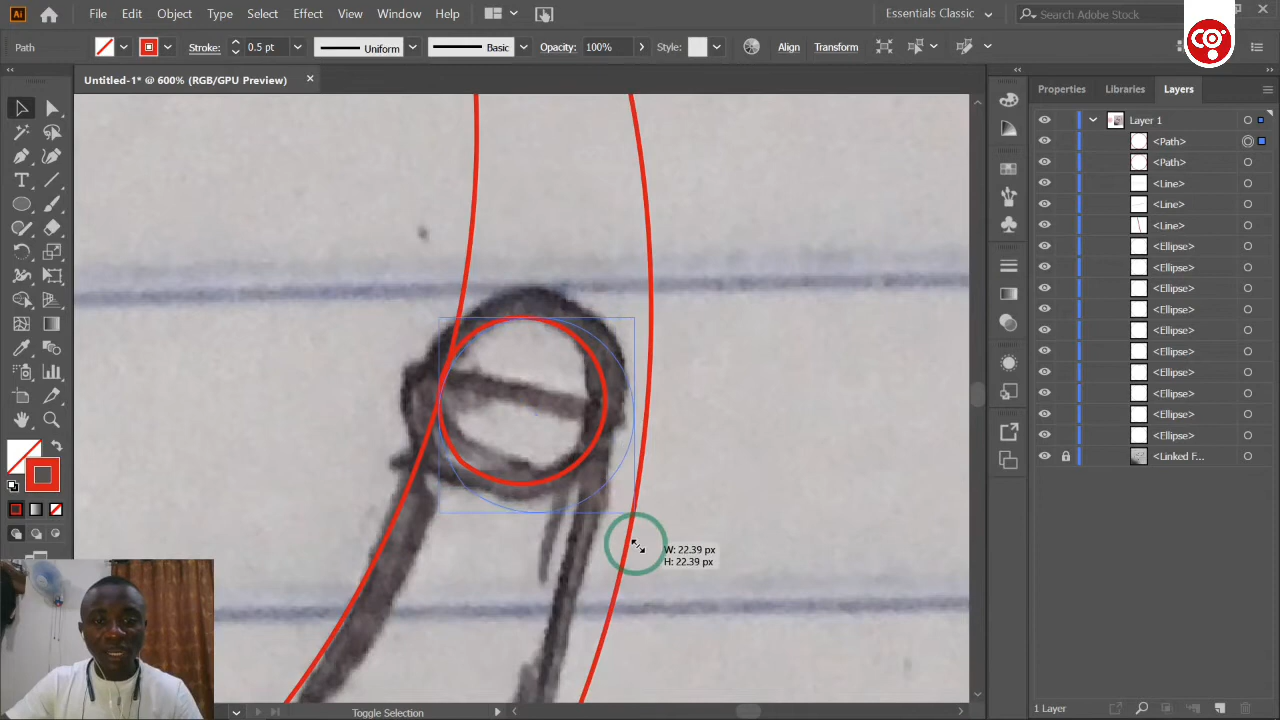 Ai File Edit Object Type Select Effect View Window Help Essentials Classic Search Adobe Stock
Path Stroke: 0.5 pt Uniform Basic Opacity: 100% Style: Align Transform
Untitled-1* @ 600% (RGB/GPU Preview)
Properties Libraries Layers
Layer 1
<Path>
<Path>
<Line>
<Line>
<Line>
<Ellipse>
<Ellipse>
<Ellipse>
<Ellipse>
<Ellipse>
<Ellipse>
<Ellipse>
<Ellipse>
<Ellipse>
<Ellipse>
<Linked F...
W: 22.39 px
H: 22.39 px
Toggle Selection
1 Layer